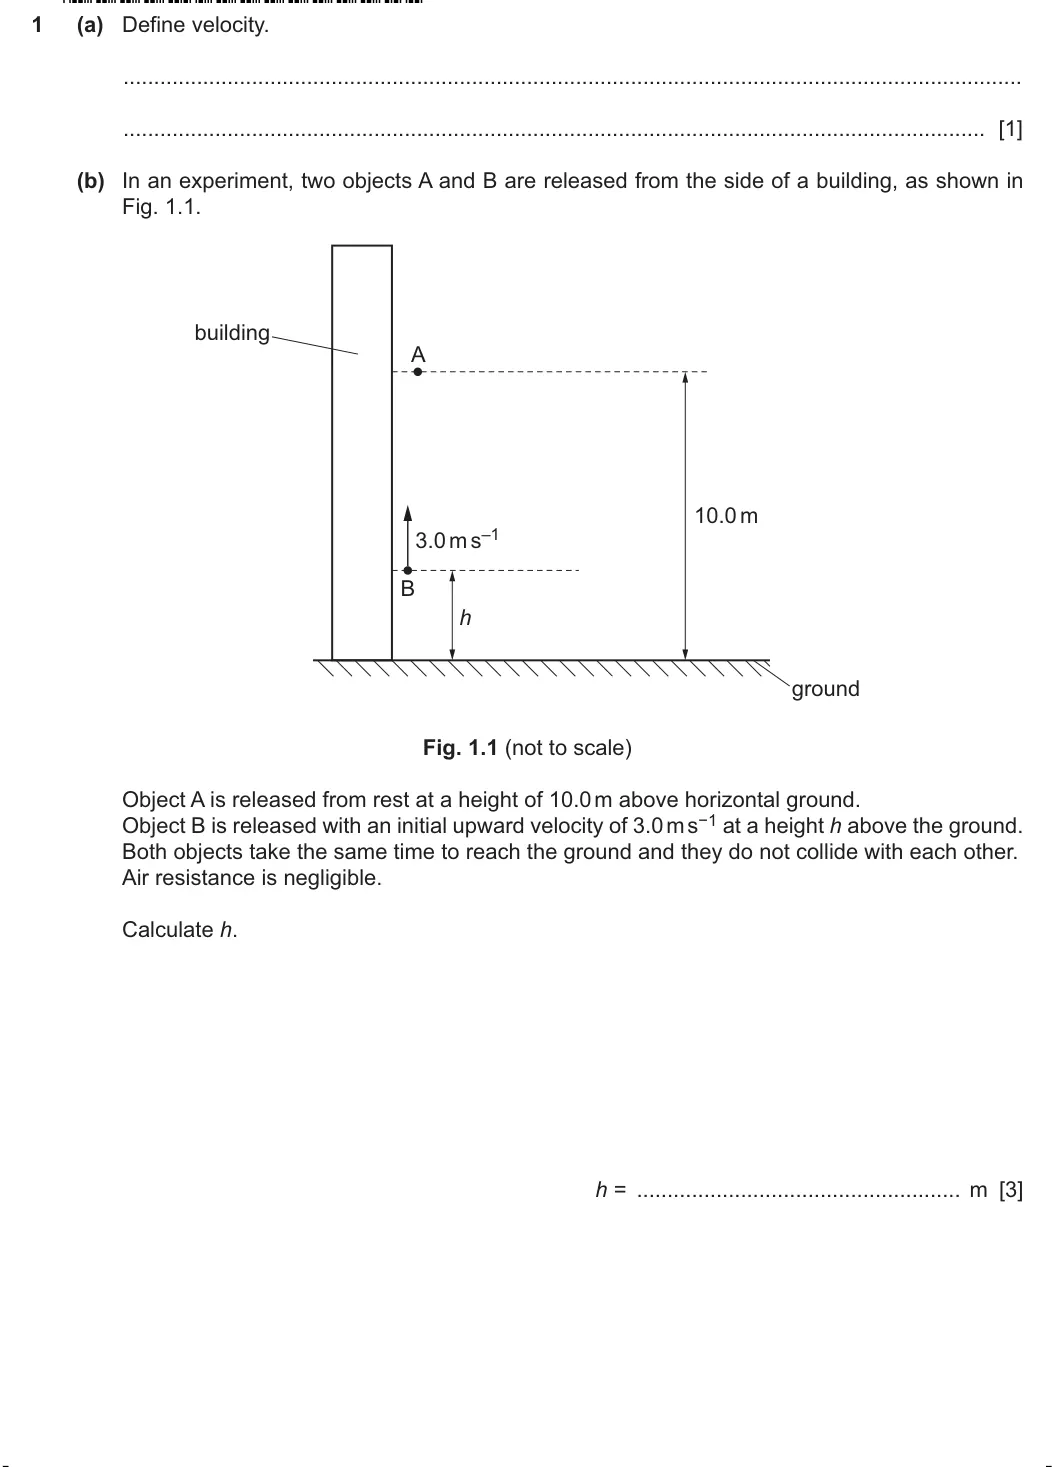 1 (a) Define velocity.
..........................................................................................................................................................
.................................................................................................................................................... [1]
(b) In an experiment, two objects A and B are released from the side of a building, as shown in
Fig. 1.1.
building
A
10.0 m
3.0 m s⁻¹
B
h
ground
Fig. 1.1 (not to scale)
Object A is released from rest at a height of 10.0 m above horizontal ground.
Object B is released with an initial upward velocity of 3.0 m s⁻¹ at a height h above the ground.
Both objects take the same time to reach the ground and they do not collide with each other.
Air resistance is negligible.
Calculate h.
h = ..................................................... m [3]